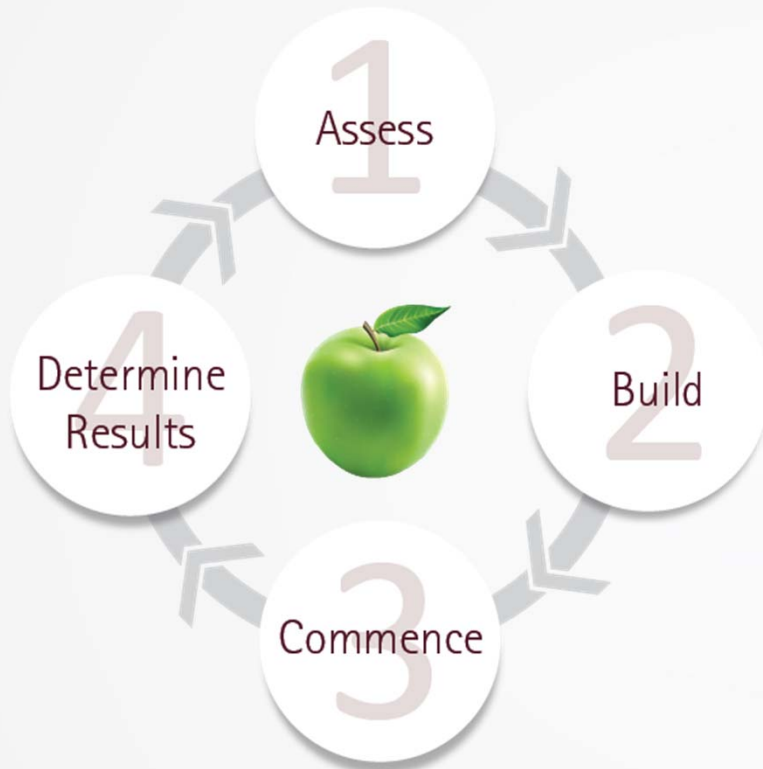 1
Assess
2
Build
3
Commence
4
Determine
Results